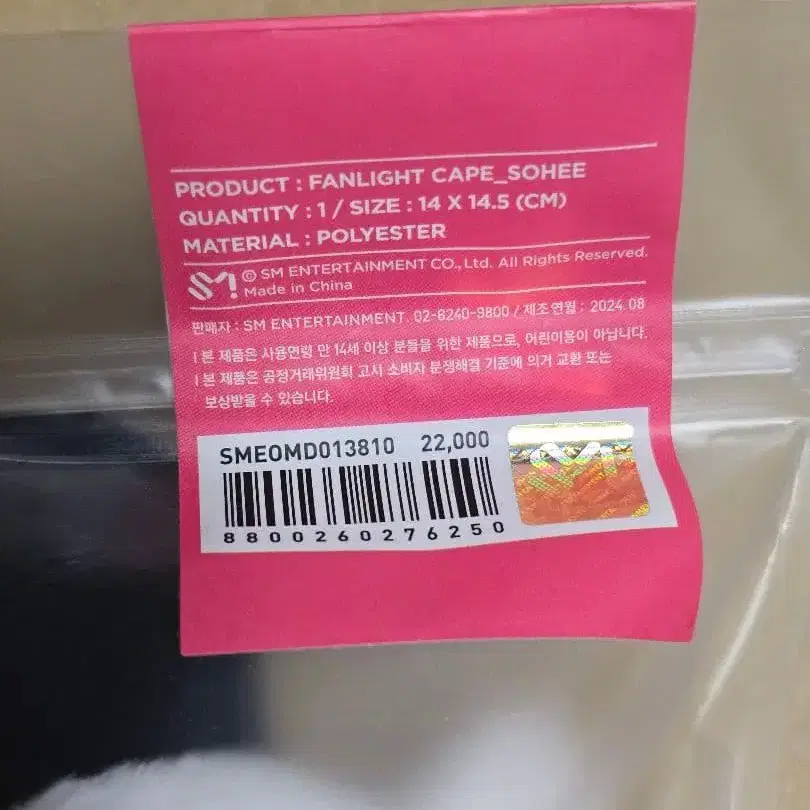 PRODUCT : FANLIGHT CAPE_SOHEE
QUANTITY : 1 / SIZE : 14 X 14.5 (CM)
MATERIAL : POLYESTER
SM! © SM ENTERTAINMENT CO., Ltd. All Rights Reserved.
Made in China
판매자 : SM ENTERTAINMENT. 02-6240-9800 / 제조연월 : 2024.08
| 본 제품은 사용연령 만 14세 이상 분들을 위한 제품으로, 어린이용이 아닙니다.
| 본 제품은 공정거래위원회 고시 소비자 분쟁해결 기준에 의거 교환 또는
보상받을 수 있습니다.
SMEOMD013810 22,000
8800260276250